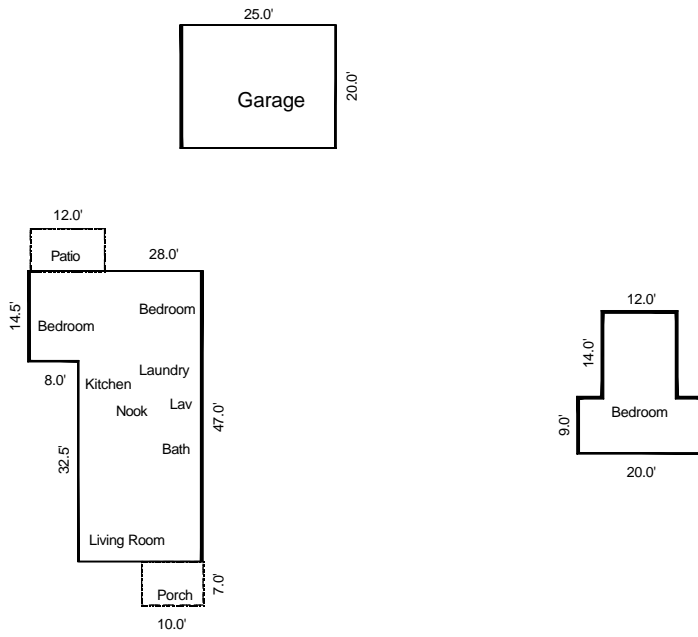 25.0'
Garage
20.0'
12.0'
Patio
28.0'
14.5'
Bedroom
Bedroom
8.0'
Kitchen
Laundry
Nook
Lav
47.0'
32.5'
Bath
Living Room
Porch
7.0'
10.0'
12.0'
14.0'
9.0'
Bedroom
20.0'